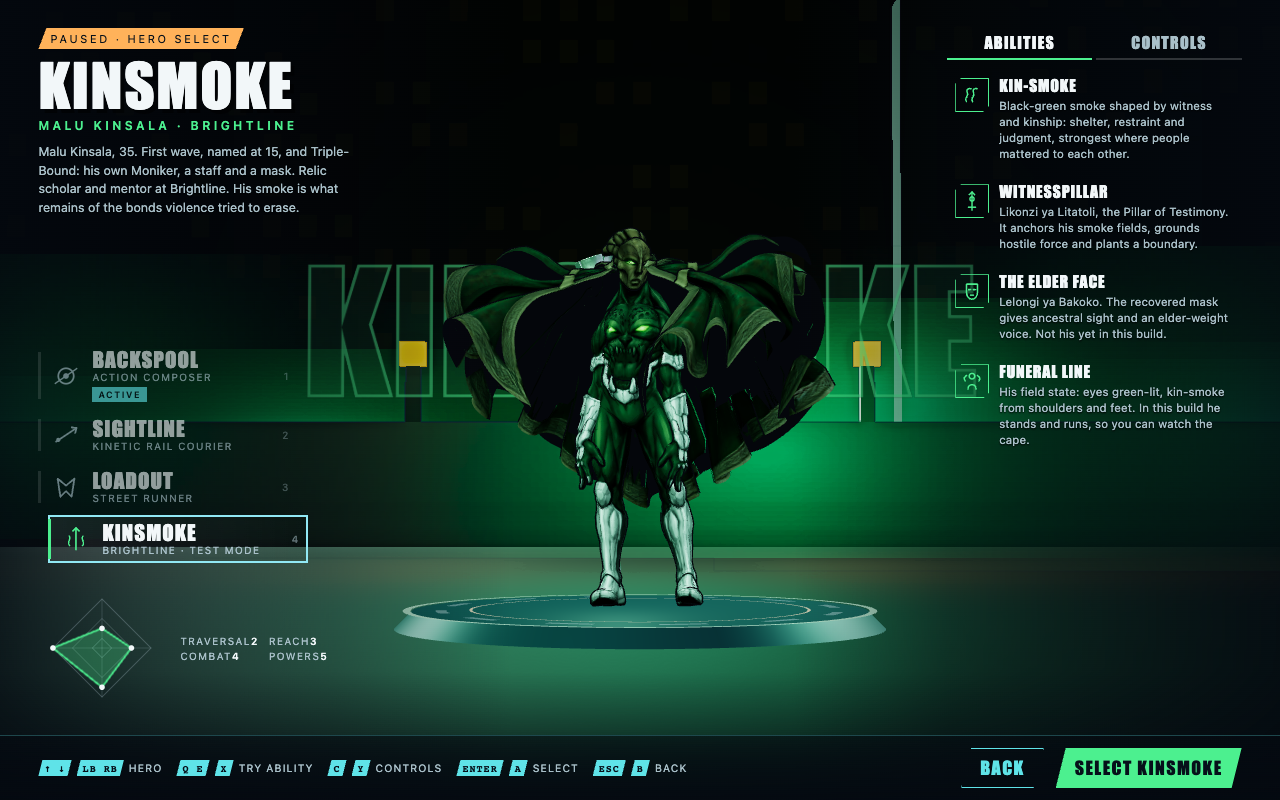 PAUSED · HERO SELECT
KINSMOKE
MALU KINSALA · BRIGHTLINE
Malu Kinsala, 35. First wave, named at 15, and Triple-
Bound: his own Moniker, a staff and a mask. Relic
scholar and mentor at Brightline. His smoke is what
remains of the bonds violence tried to erase.
BACKSPOOL
ACTION COMPOSER
1
ACTIVE
SIGHTLINE
KINETIC RAIL COURIER
2
LOADOUT
STREET RUNNER
3
KINSMOKE
BRIGHTLINE · TEST MODE
4
TRAVERSAL2 REACH3
COMBAT4 POWERS5
ABILITIES CONTROLS
KIN-SMOKE
Black-green smoke shaped by witness
and kinship: shelter, restraint and
judgment, strongest where people
mattered to each other.
WITNESSPILLAR
Likonzi ya Litatoli, the Pillar of Testimony.
It anchors his smoke fields, grounds
hostile force and plants a boundary.
THE ELDER FACE
Lelongi ya Bakoko. The recovered mask
gives ancestral sight and an elder-weight
voice. Not his yet in this build.
FUNERAL LINE
His field state: eyes green-lit, kin-smoke
from shoulders and feet. In this build he
stands and runs, so you can watch the
cape.
↑ ↓ LB RB HERO Q E X TRY ABILITY C Y CONTROLS ENTER A SELECT ESC B BACK
BACK
SELECT KINSMOKE